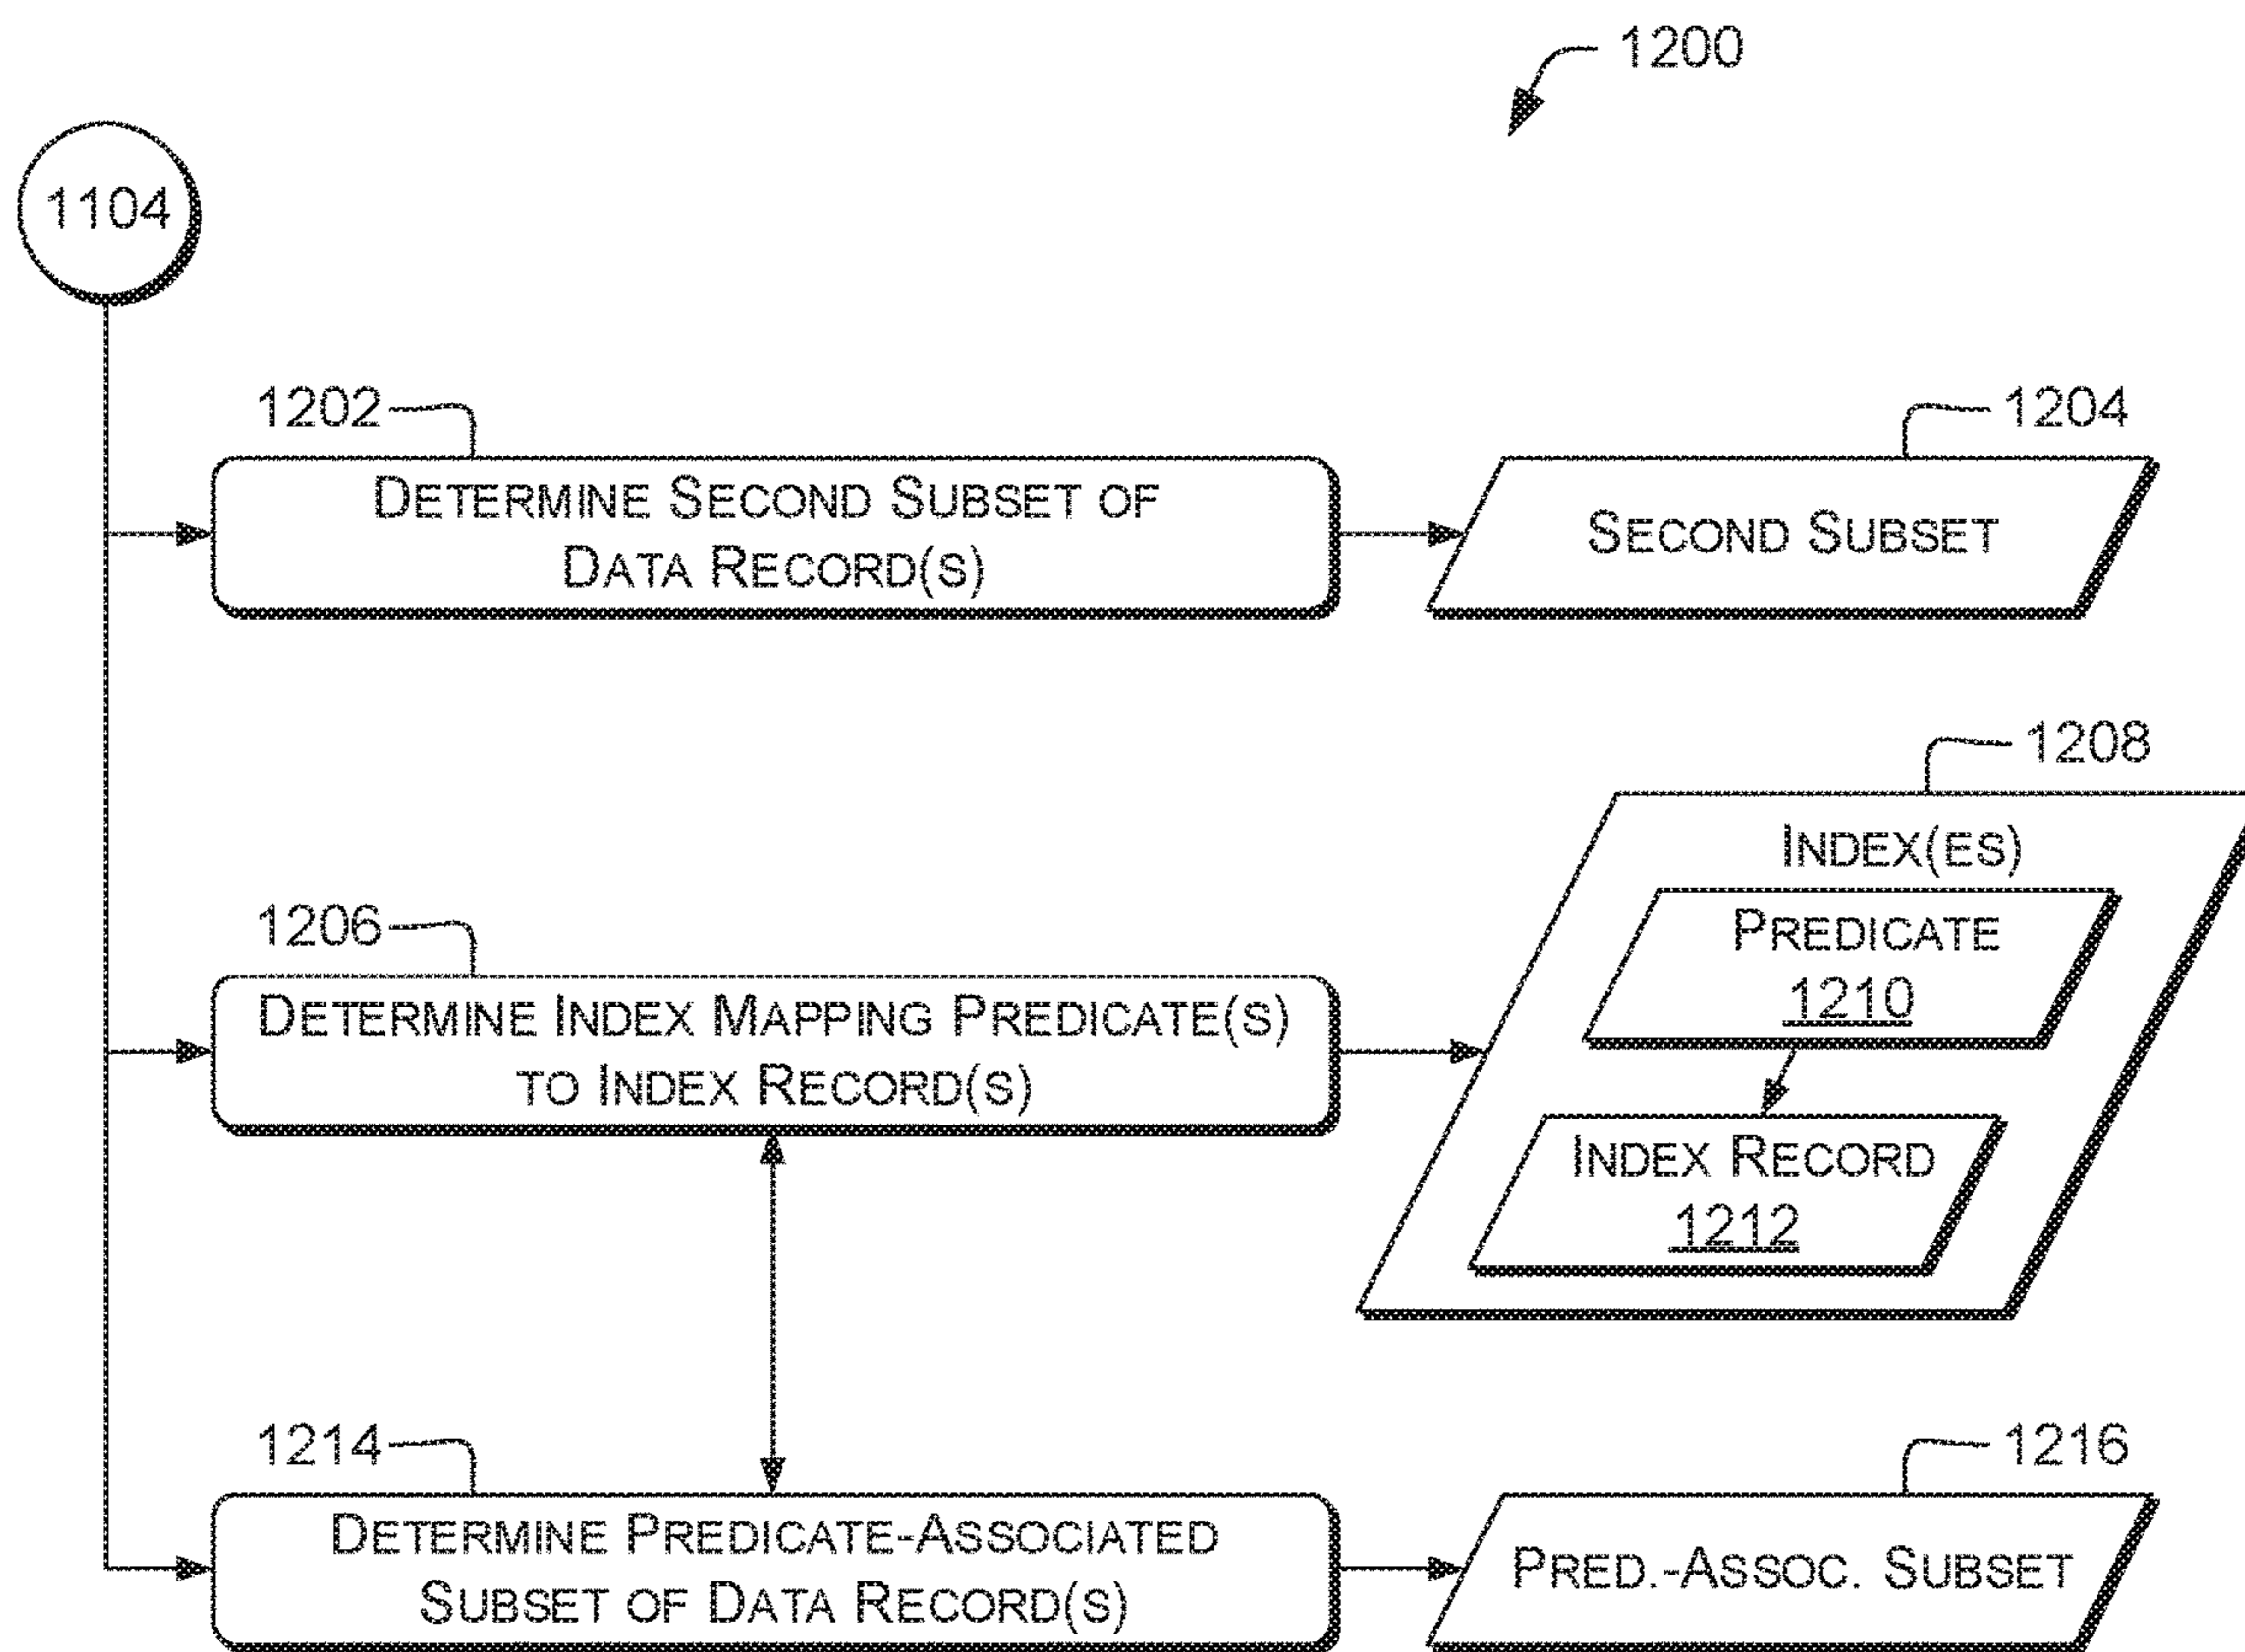 1200
1104
1202
1204
DETERMINE SECOND SUBSET OF
DATA RECORD(S)
SECOND SUBSET
1208
INDEX(ES)
1206
PREDICATE
1210
DETERMINE INDEX MAPPING PREDICATE(S)
TO INDEX RECORD(S)
INDEX RECORD
1212
1214
1216
DETERMINE PREDICATE-ASSOCIATED
SUBSET OF DATA RECORD(S)
PRED.-ASSOC. SUBSET